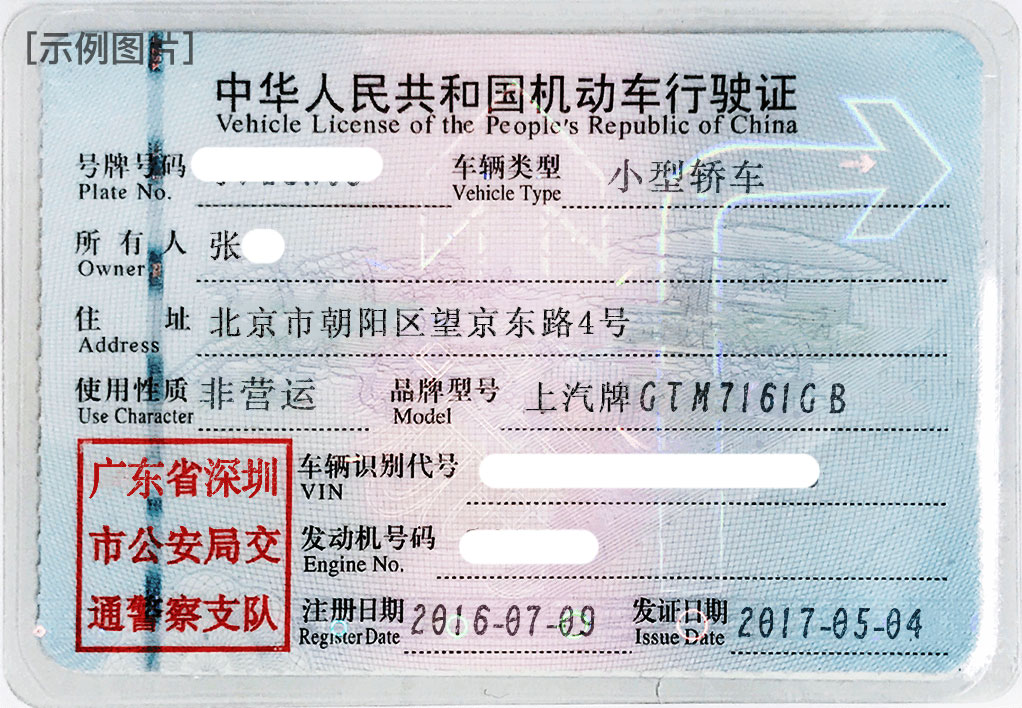 [示例图片]
中华人民共和国机动车行驶证
Vehicle License of the People's Republic of China
号牌号码 车辆类型 小型轿车
Plate No. Vehicle Type
所有人 张
Owner
住址 北京市朝阳区望京东路4号
Address
使用性质 非营运 品牌型号 上汽牌GTM7161GB
Use Character Model
广东省深圳
市公安局交
通警察支队
车辆识别代号
VIN
发动机号码
Engine No.
注册日期 2016-07-09 发证日期 2017-05-04
Register Date Issue Date